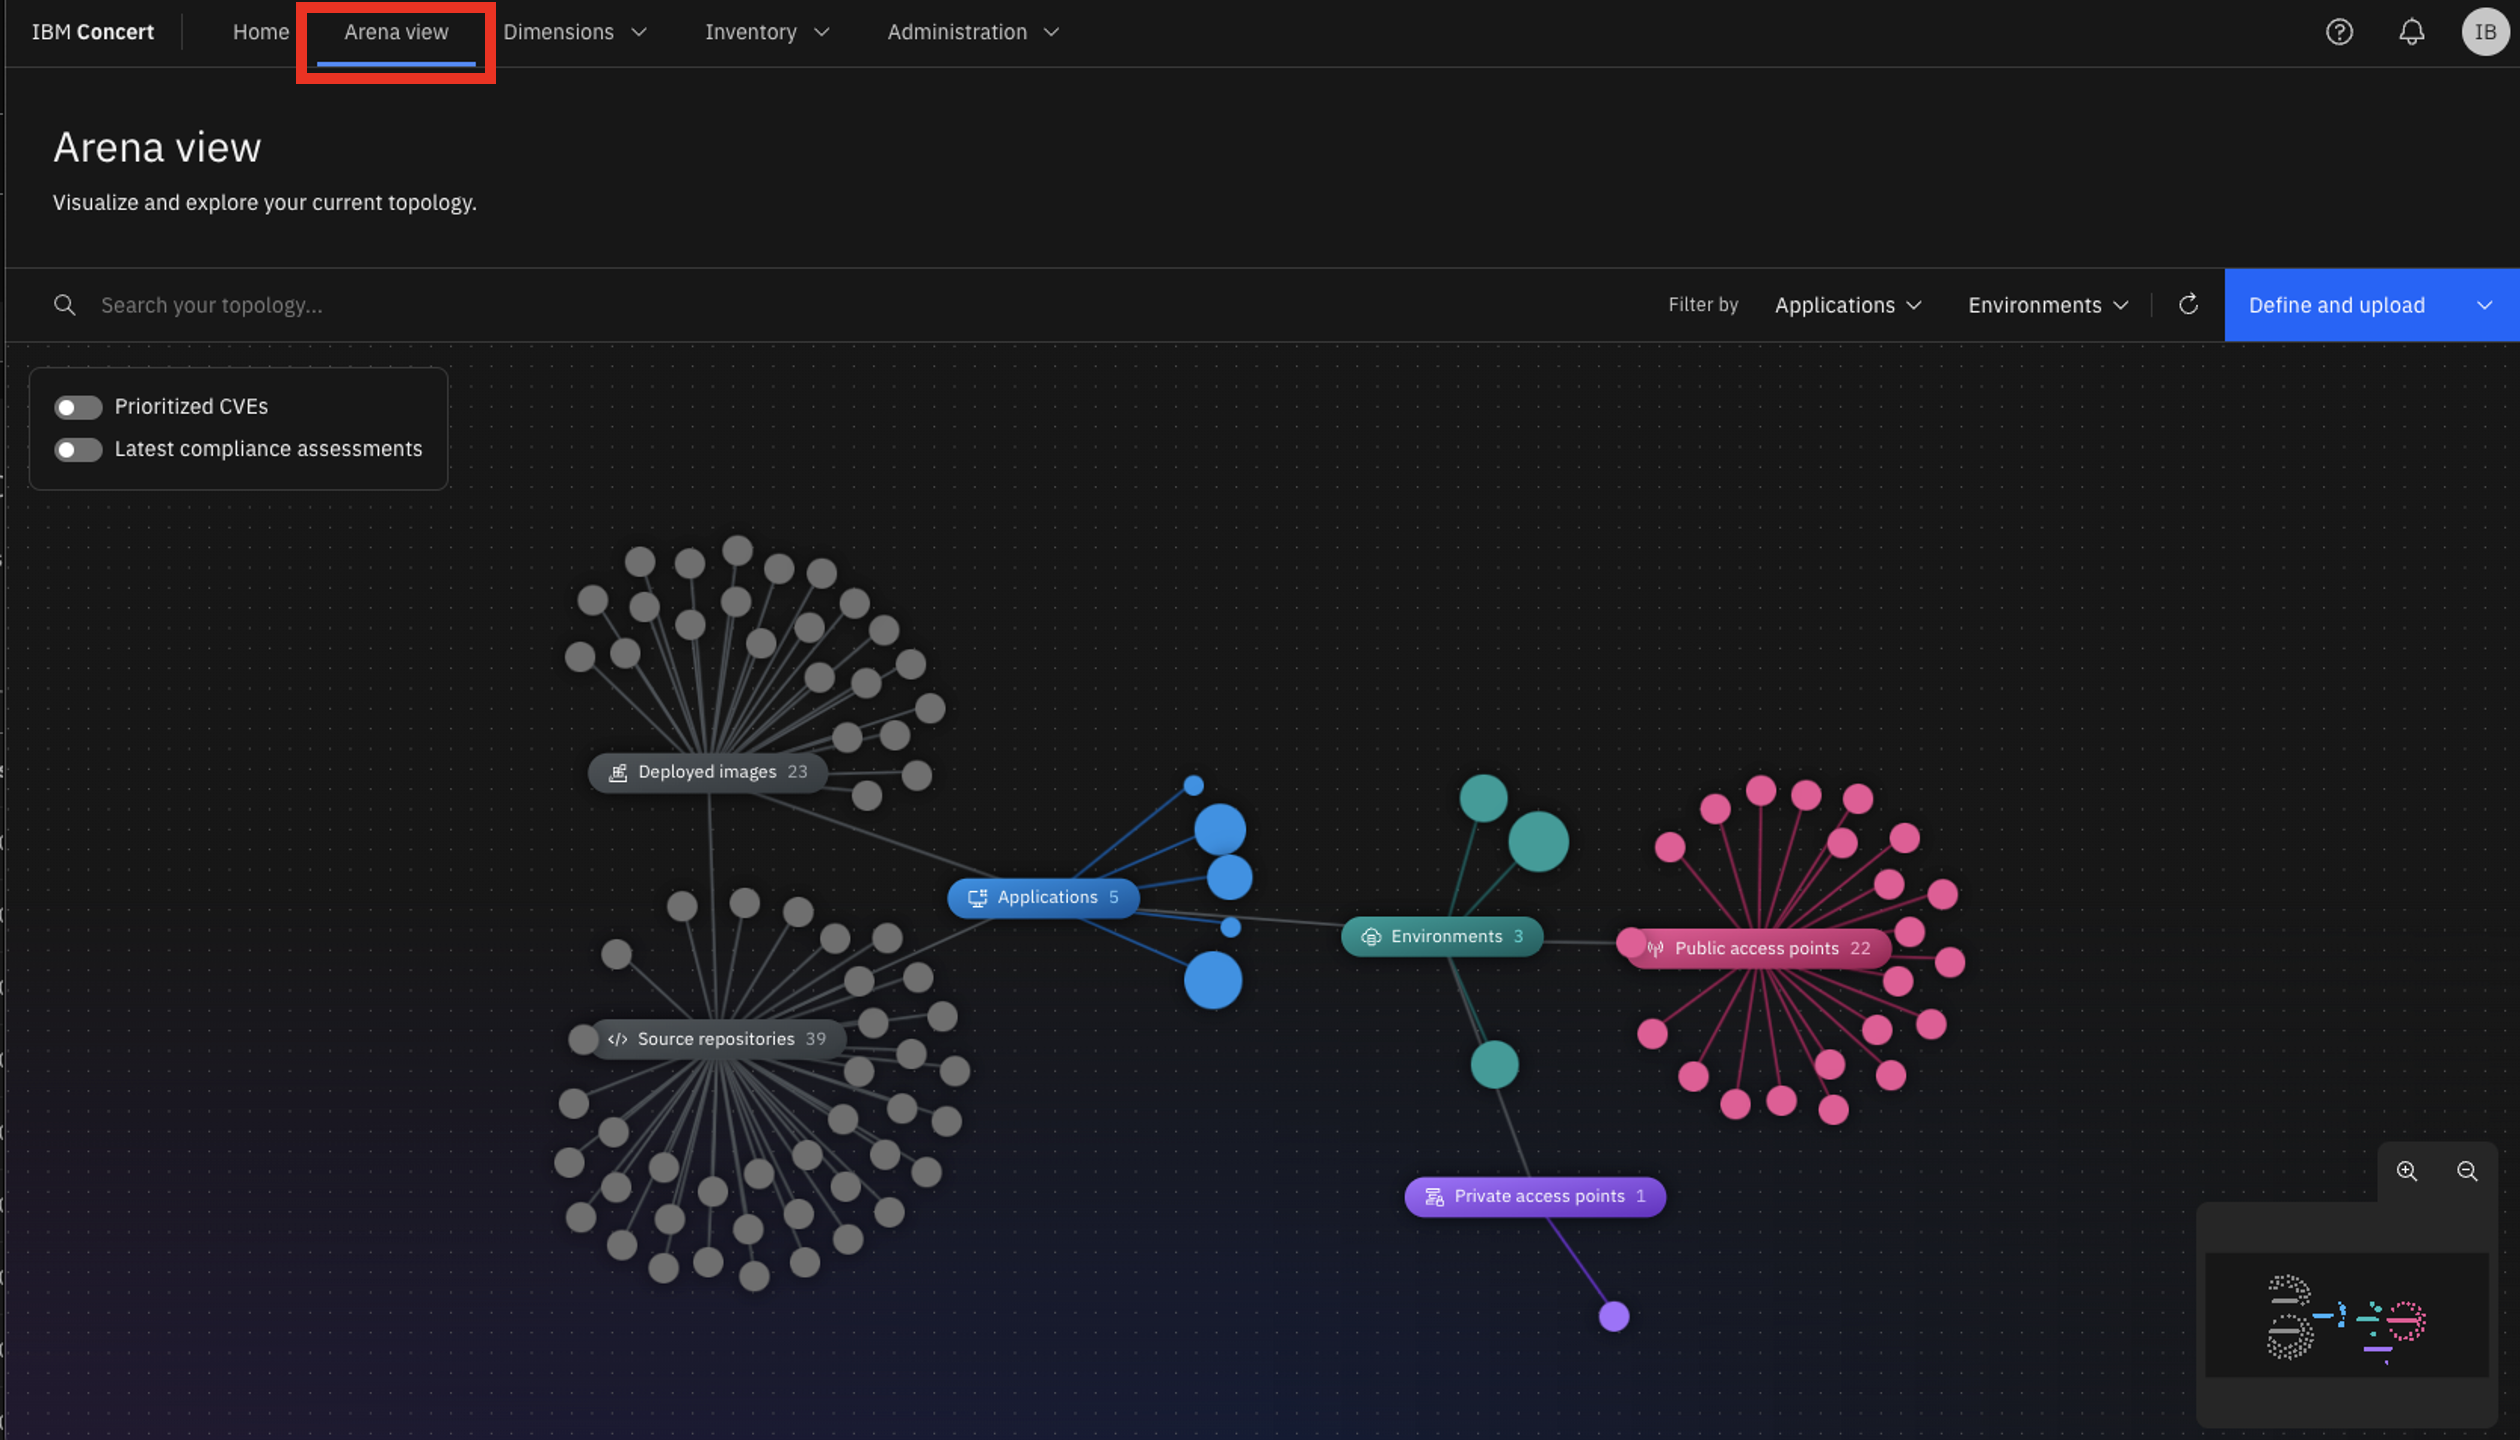 IBM Concert
Home
Arena view
Dimensions
Inventory
Administration
IB
Arena view
Visualize and explore your current topology.
Search your topology...
Filter by
Applications
Environments
Define and upload
Prioritized CVEs
Latest compliance assessments
Deployed images 23
Applications 5
Environments 3
Public access points 22
Source repositories 39
Private access points 1